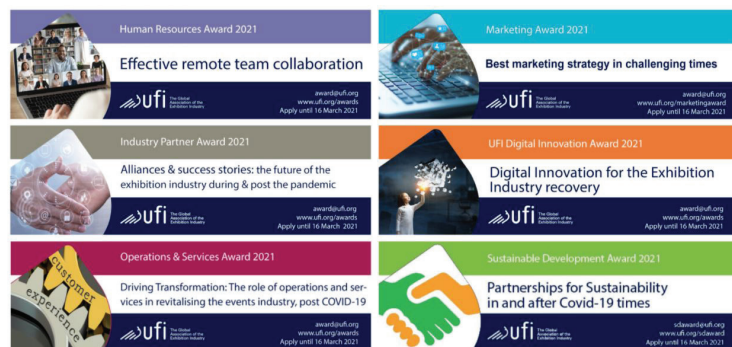 Human Resources Award 2021
Effective remote team collaboration
ufi
The Global
Association of the
Exhibition Industry
award@ufi.org
www.ufi.org/awards
Apply until 16 March 2021
Marketing Award 2021
Best marketing strategy in challenging times
ufi
The Global
Association of the
Exhibition Industry
award@ufi.org
www.ufi.org/marketingaward
Apply until 16 March 2021
Industry Partner Award 2021
Alliances & success stories: the future of the
exhibition industry during & post the pandemic
ufi
The Global
Association of the
Exhibition Industry
award@ufi.org
www.ufi.org/awards
Apply until 16 March 2021
UFI Digital Innovation Award 2021
Digital Innovation for the Exhibition
Industry recovery
ufi
The Global
Association of the
Exhibition Industry
award@ufi.org
www.ufi.org/awards
Apply until 16 March 2021
Operations & Services Award 2021
customer
experience
Driving Transformation: The role of operations and ser-
vices in revitalising the events industry, post COVID-19
ufi
The Global
Association of the
Exhibition Industry
award@ufi.org
www.ufi.org/awards
Apply until 16 March 2021
Sustainable Development Award 2021
Partnerships for Sustainability
in and after Covid-19 times
ufi
The Global
Association of the
Exhibition Industry
sdaward@ufi.org
www.ufi.org/sdaward
Apply until 16 March 2021